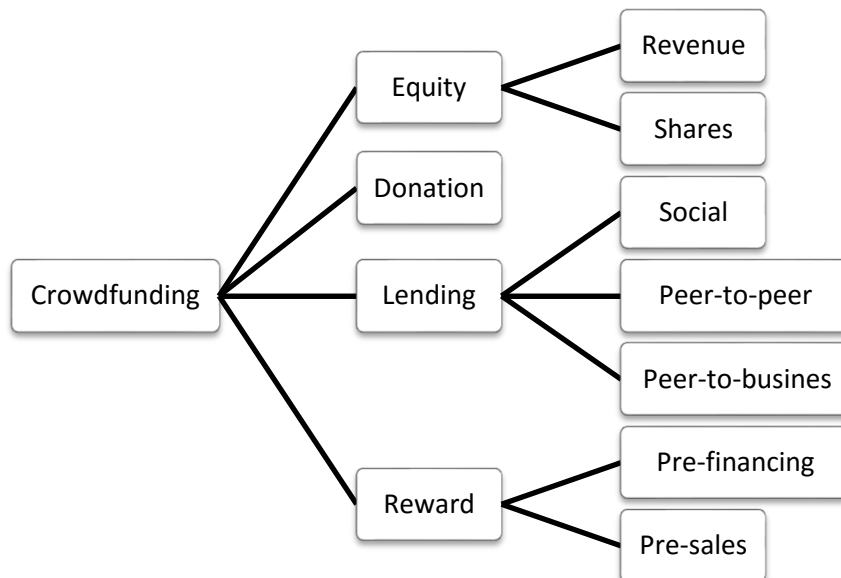 Revenue
Equity
Shares
Donation
Social
Crowdfunding
Lending
Peer-to-peer
Peer-to-busines
Pre-financing
Reward
Pre-sales